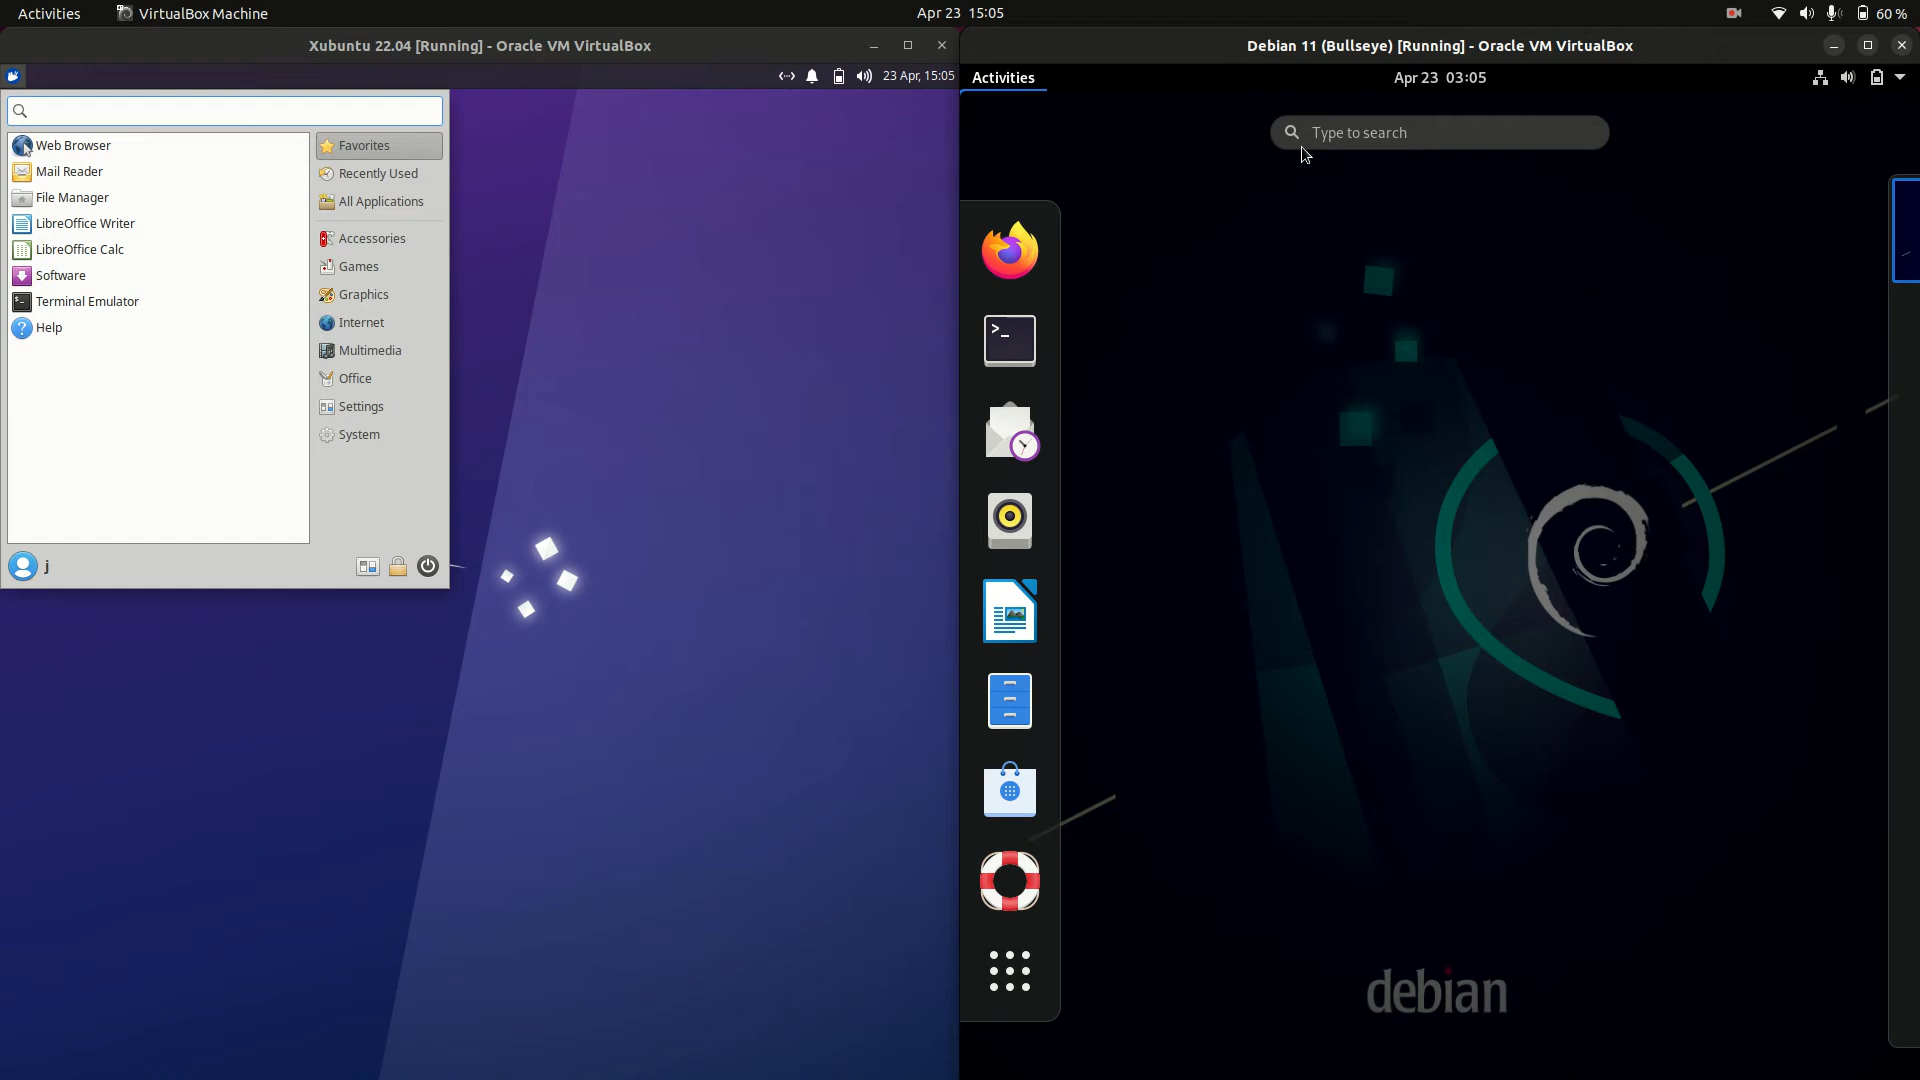 Activities
VirtualBox Machine
Apr 23 15:05
60 %
Xubuntu 22.04 [Running] - Oracle VM VirtualBox
23 Apr, 15:05
Web Browser
Mail Reader
File Manager
LibreOffice Writer
LibreOffice Calc
Software
Terminal Emulator
Help
Favorites
Recently Used
All Applications
Accessories
Games
Graphics
Internet
Multimedia
Office
Settings
System
j
Debian 11 (Bullseye) [Running] - Oracle VM VirtualBox
Activities
Apr 23 03:05
Type to search
debian